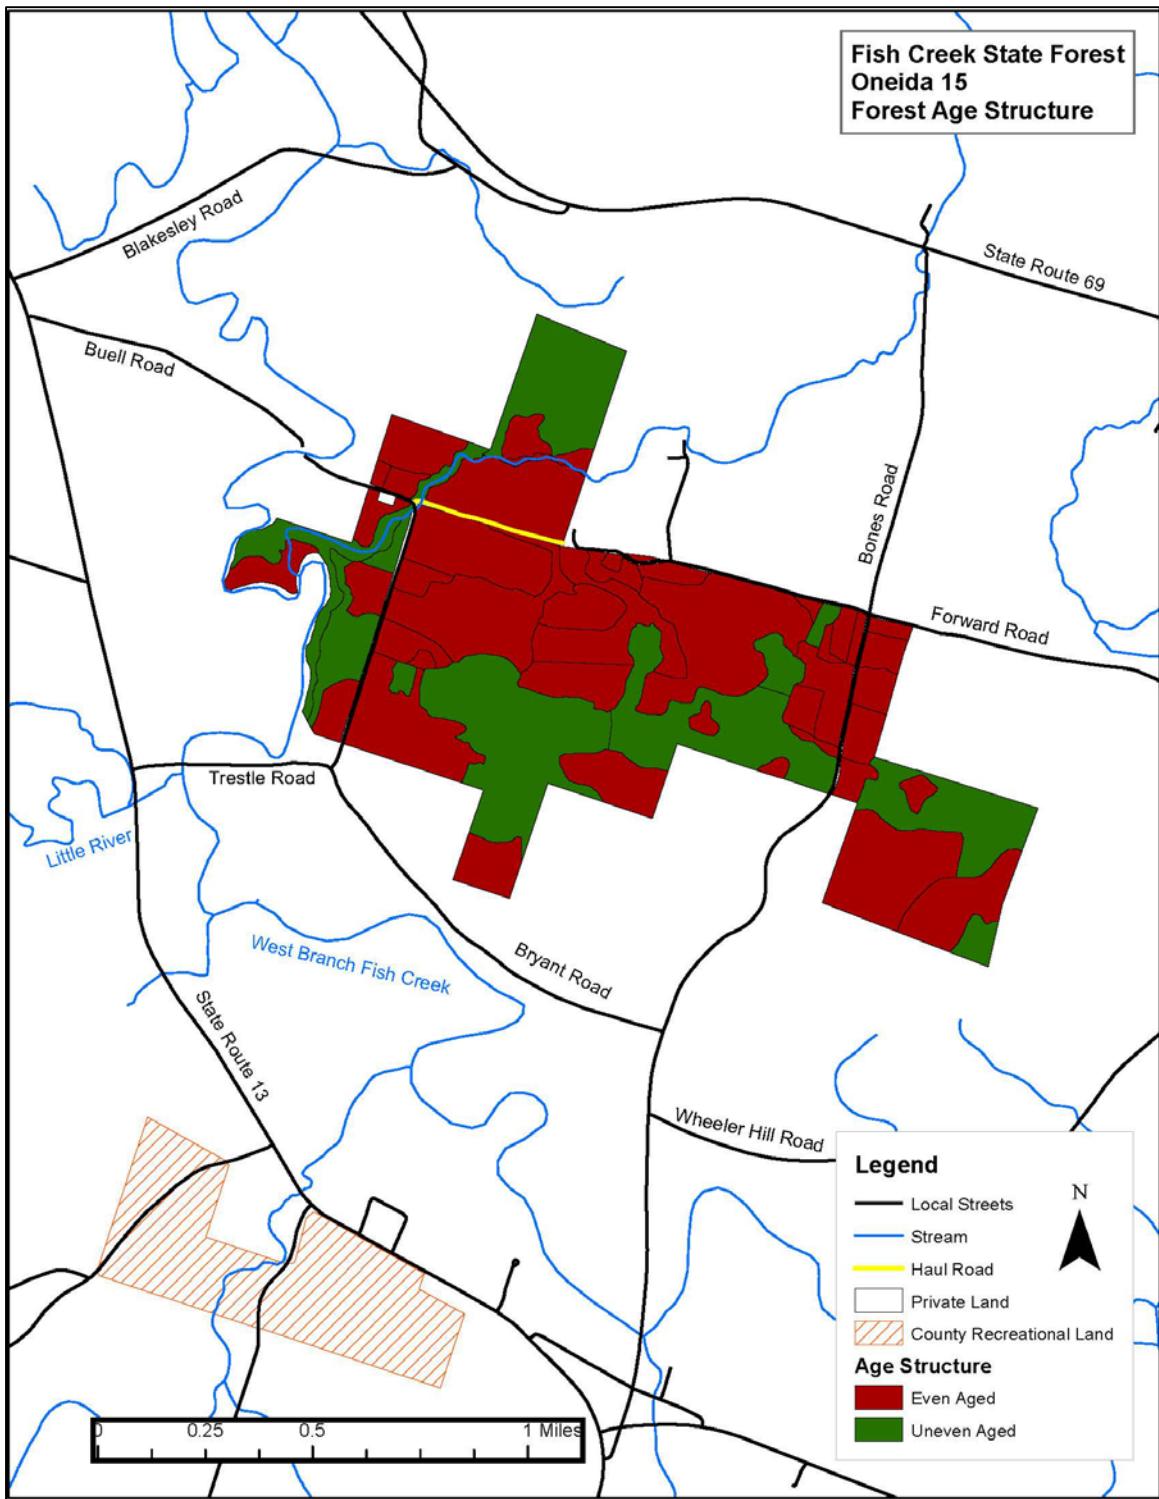 Fish Creek State Forest
Oneida 15
Forest Age Structure
Blakesley Road
State Route 69
Buell Road
Bones Road
Forward Road
Trestle Road
Little River
West Branch Fish Creek
Bryant Road
State Route 13
Wheeler Hill Road
Legend
N
Local Streets
Stream
Haul Road
Private Land
County Recreational Land
Age Structure
Even Aged
Uneven Aged
0 0.25 0.5 1 Miles